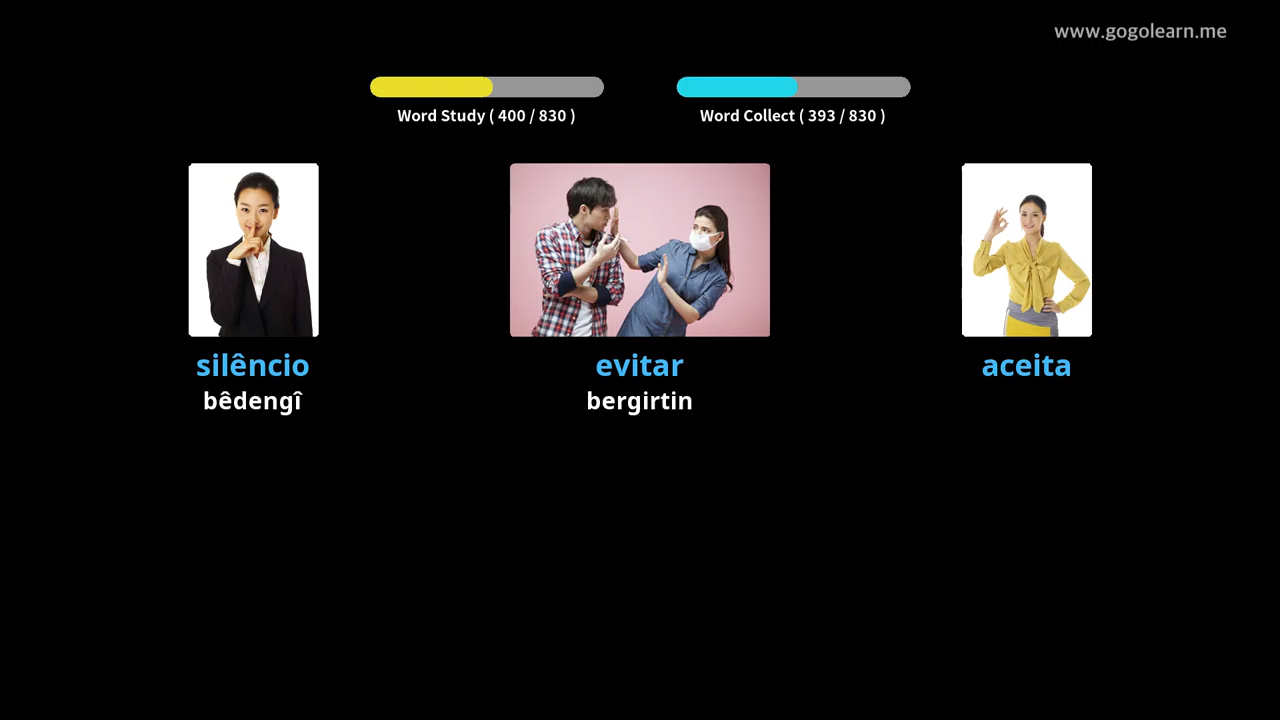 www.gogolearn.me
Word Study ( 400 / 830 )
Word Collect ( 393 / 830 )
silêncio
bêdengî
evitar
bergirtin
aceita